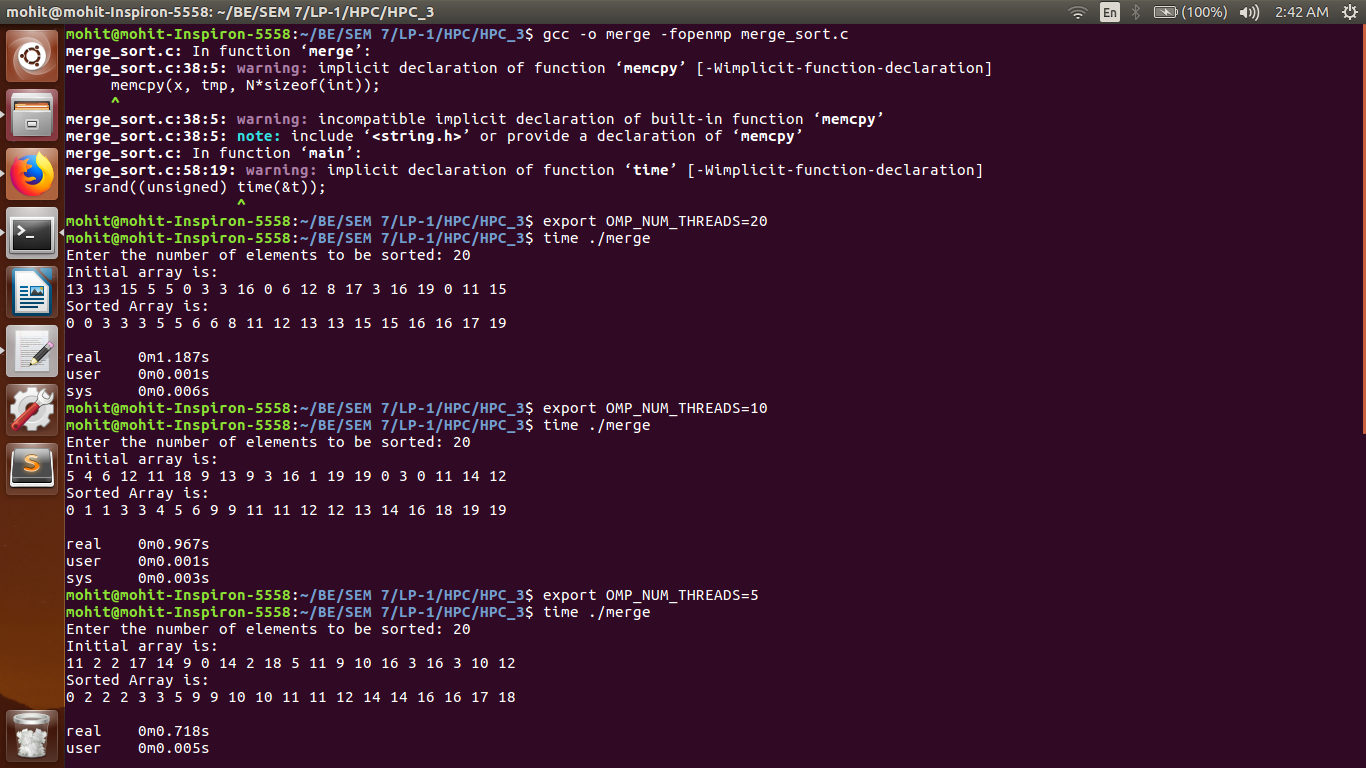 mohit@mohit-Inspiron-5558: ~/BE/SEM 7/LP-1/HPC/HPC_3 En (100%) 2:42 AM
mohit@mohit-Inspiron-5558:~/BE/SEM 7/LP-1/HPC/HPC_3$ gcc -o merge -fopenmp merge_sort.c
merge_sort.c: In function ‘merge’:
merge_sort.c:38:5: warning: implicit declaration of function ‘memcpy’ [-Wimplicit-function-declaration]
     memcpy(x, tmp, N*sizeof(int));
     ^
merge_sort.c:38:5: warning: incompatible implicit declaration of built-in function ‘memcpy’
merge_sort.c:38:5: note: include ‘<string.h>’ or provide a declaration of ‘memcpy’
merge_sort.c: In function ‘main’:
merge_sort.c:58:19: warning: implicit declaration of function ‘time’ [-Wimplicit-function-declaration]
  srand((unsigned) time(&t));
                   ^
mohit@mohit-Inspiron-5558:~/BE/SEM 7/LP-1/HPC/HPC_3$ export OMP_NUM_THREADS=20
mohit@mohit-Inspiron-5558:~/BE/SEM 7/LP-1/HPC/HPC_3$ time ./merge
Enter the number of elements to be sorted: 20
Initial array is:
13 13 15 5 5 0 3 3 16 0 6 12 8 17 3 16 19 0 11 15
Sorted Array is:
0 0 3 3 3 5 5 6 6 8 11 12 13 13 15 15 16 16 17 19

real    0m1.187s
user    0m0.001s
sys     0m0.006s
mohit@mohit-Inspiron-5558:~/BE/SEM 7/LP-1/HPC/HPC_3$ export OMP_NUM_THREADS=10
mohit@mohit-Inspiron-5558:~/BE/SEM 7/LP-1/HPC/HPC_3$ time ./merge
Enter the number of elements to be sorted: 20
Initial array is:
5 4 6 12 11 18 9 13 9 3 16 1 19 19 0 3 0 11 14 12
Sorted Array is:
0 1 1 3 3 4 5 6 9 9 11 11 12 12 13 14 16 18 19 19

real    0m0.967s
user    0m0.001s
sys     0m0.003s
mohit@mohit-Inspiron-5558:~/BE/SEM 7/LP-1/HPC/HPC_3$ export OMP_NUM_THREADS=5
mohit@mohit-Inspiron-5558:~/BE/SEM 7/LP-1/HPC/HPC_3$ time ./merge
Enter the number of elements to be sorted: 20
Initial array is:
11 2 2 17 14 9 0 14 2 18 5 11 9 10 16 3 16 3 10 12
Sorted Array is:
0 2 2 2 3 3 5 9 9 10 10 11 11 12 14 14 16 16 17 18

real    0m0.718s
user    0m0.005s